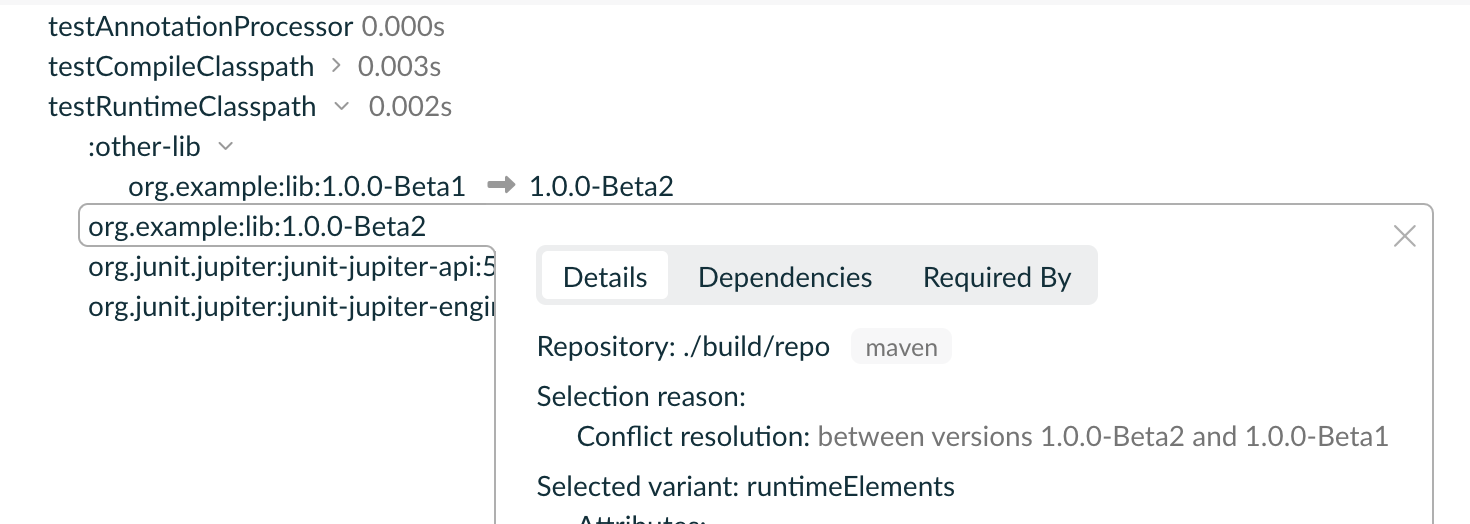 testAnnotationProcessor 0.000s
testCompileClasspath 0.003s
testRuntimeClasspath 0.002s
:other-lib
org.example:lib:1.0.0-Beta1 1.0.0-Beta2
org.example:lib:1.0.0-Beta2
org.junit.jupiter:junit-jupiter-api:5
org.junit.jupiter:junit-jupiter-engin
Details Dependencies Required By
Repository: ./build/repo maven
Selection reason:
Conflict resolution: between versions 1.0.0-Beta2 and 1.0.0-Beta1
Selected variant: runtimeElements
Attributes: